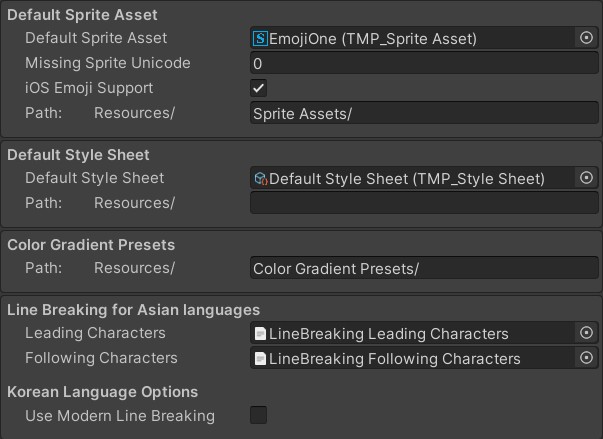 Default Sprite Asset
Default Sprite Asset EmojiOne (TMP_Sprite Asset)
Missing Sprite Unicode 0
iOS Emoji Support
Path: Resources/ Sprite Assets/
Default Style Sheet
Default Style Sheet Default Style Sheet (TMP_Style Sheet)
Path: Resources/
Color Gradient Presets
Path: Resources/ Color Gradient Presets/
Line Breaking for Asian languages
Leading Characters LineBreaking Leading Characters
Following Characters LineBreaking Following Characters
Korean Language Options
Use Modern Line Breaking